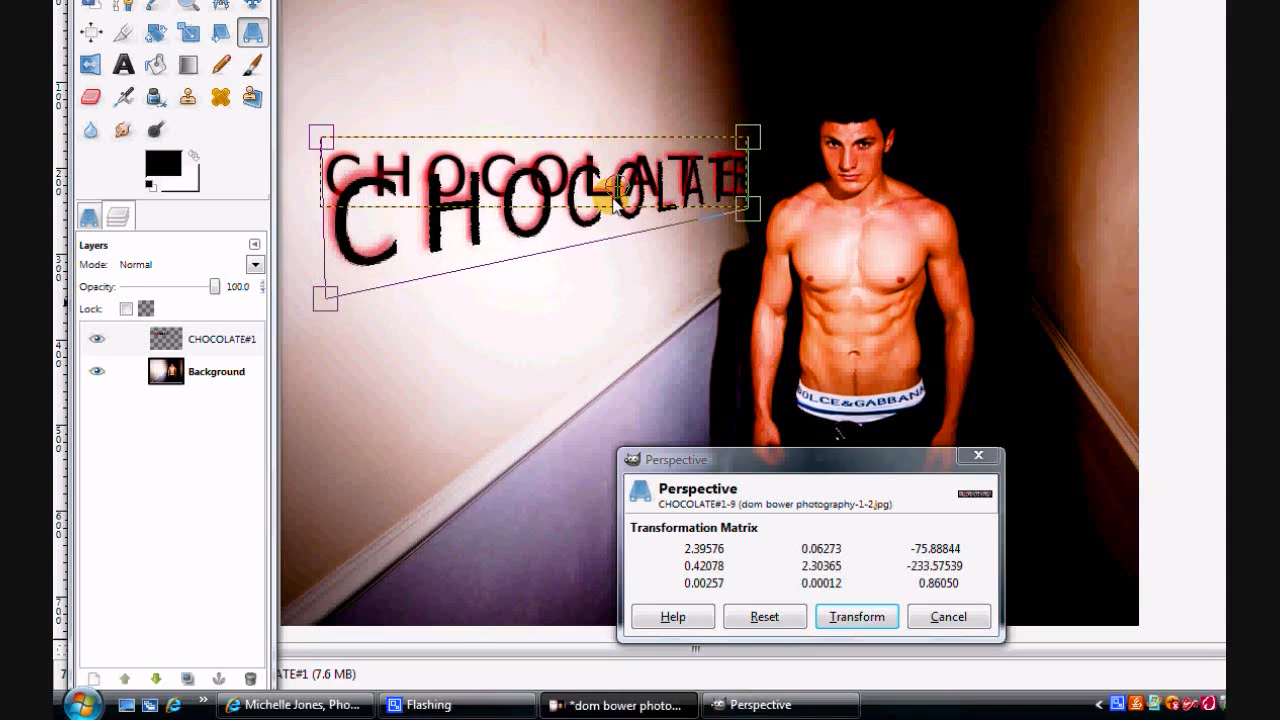 CHOCOLATE
CHOCOLATE
Layers
Mode: Normal
Opacity: 100.0
Lock:
CHOCOLATE#1
Background
DOLCE&GABBANA
Perspective
Perspective
CHOCOLATE#1-9 (dom bower photography-1-2.jpg)
Transformation Matrix
2.39576 0.06273 -75.88844
0.42078 2.30365 -233.57539
0.00257 0.00012 0.86050
Help Reset Transform Cancel
ATE#1 (7.6 MB)
Michelle Jones, Pho... Flashing *dom bower photo... Perspective